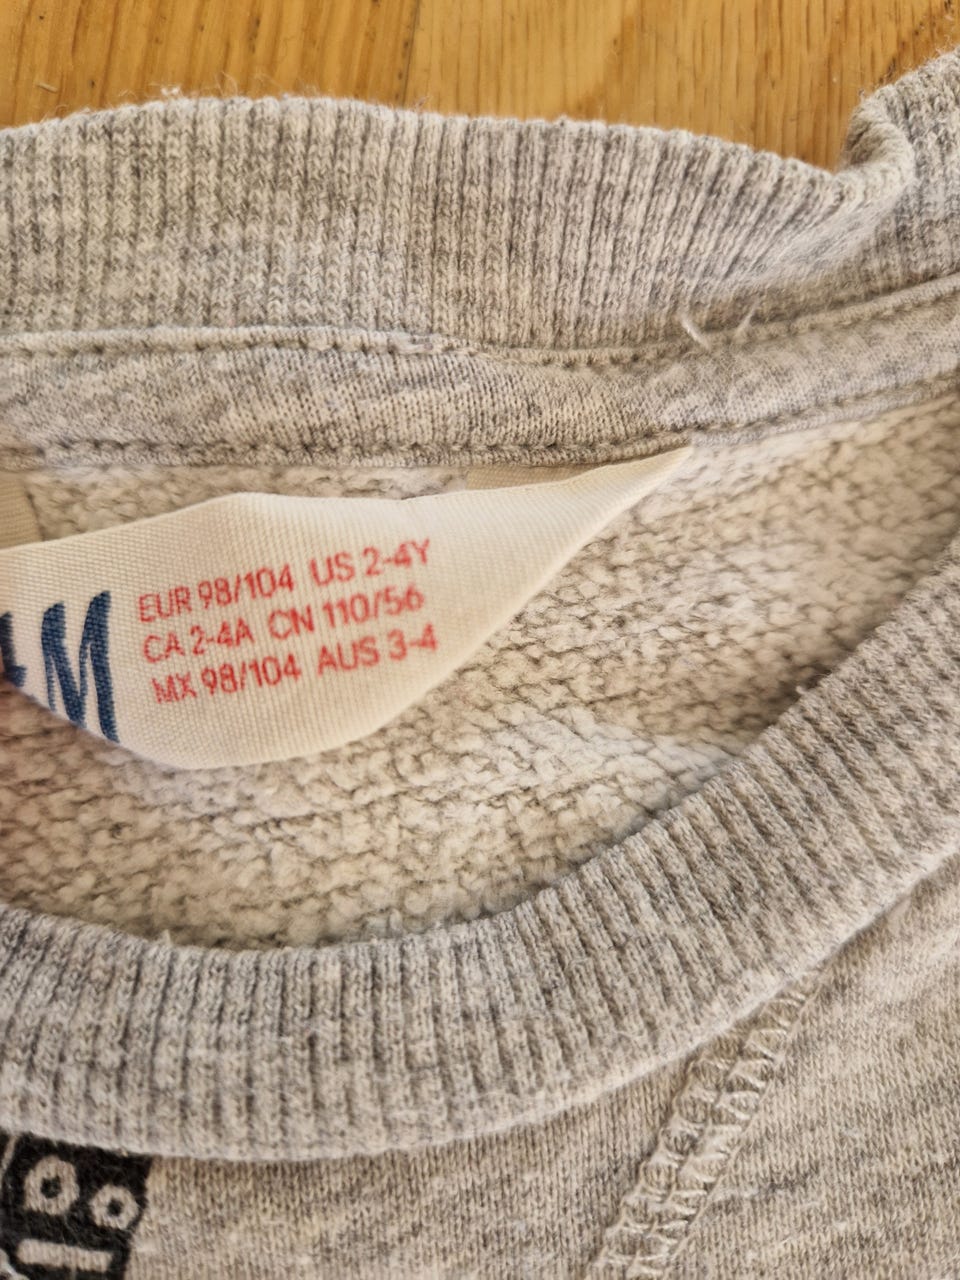 M
EUR 98/104 US 2-4Y
CA 2-4A CN 110/56
MX 98/104 AUS 3-4